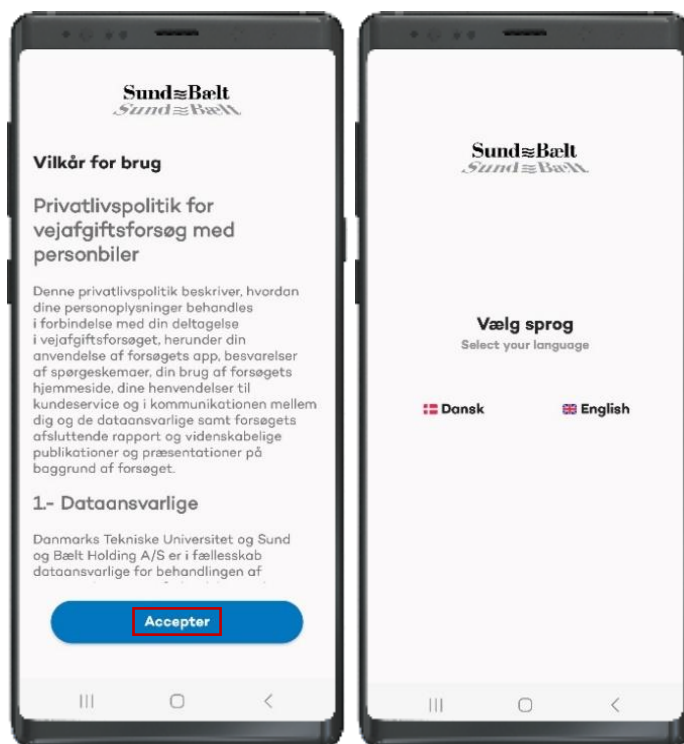 Sund≈Bælt
Sund≈Bælt
Vilkår for brug
Privatlivspolitik for
vejafgiftsforsøg med
personbiler
Denne privatlivspolitik beskriver, hvordan
dine personoplysninger behandles
i forbindelse med din deltagelse
i vejafgiftsforsøget, herunder din
anvendelse af forsøgets app, besvarelser
af spørgeskemaer, din brug af forsøgets
hjemmeside, dine henvendelser til
kundeservice og i kommunikationen mellem
dig og de dataansvarlige samt forsøgets
afsluttende rapport og videnskabelige
publikationer og præsentationer på
baggrund af forsøget.
1.- Dataansvarlige
Danmarks Tekniske Universitet og Sund
og Bælt Holding A/S er i fællesskab
dataansvarlige for behandlingen af
Accepter
Sund≈Bælt
Sund≈Bælt
Vælg sprog
Select your language
Dansk
English